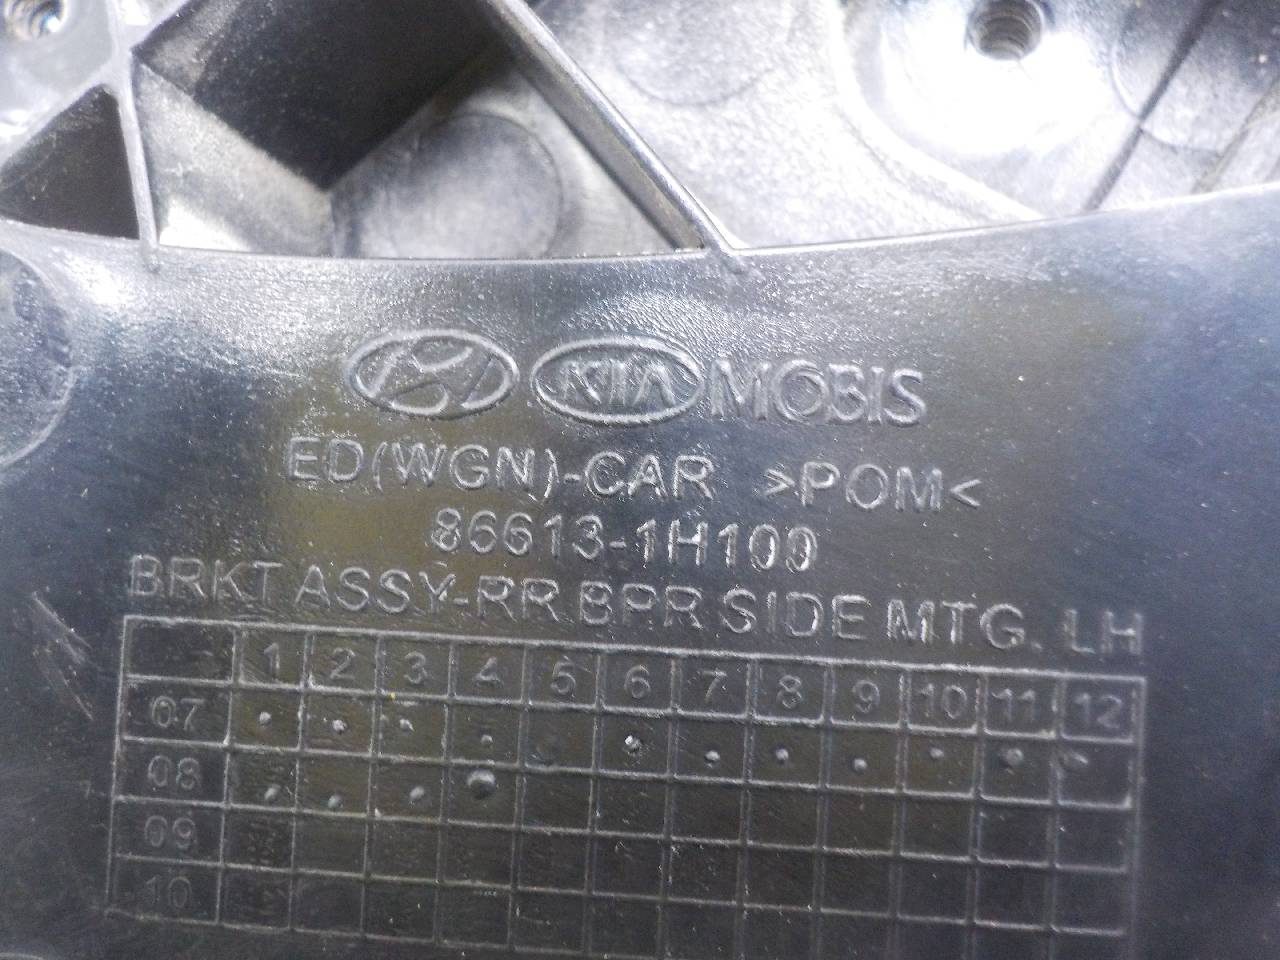 KIA MOBIS
ED(WGN)-CAR >POM<
86613-1H100
BRKT ASSY-RR BPR SIDE MTG. LH
1 2 3 4 5 6 7 8 9 10 11 12
07
08
09
10